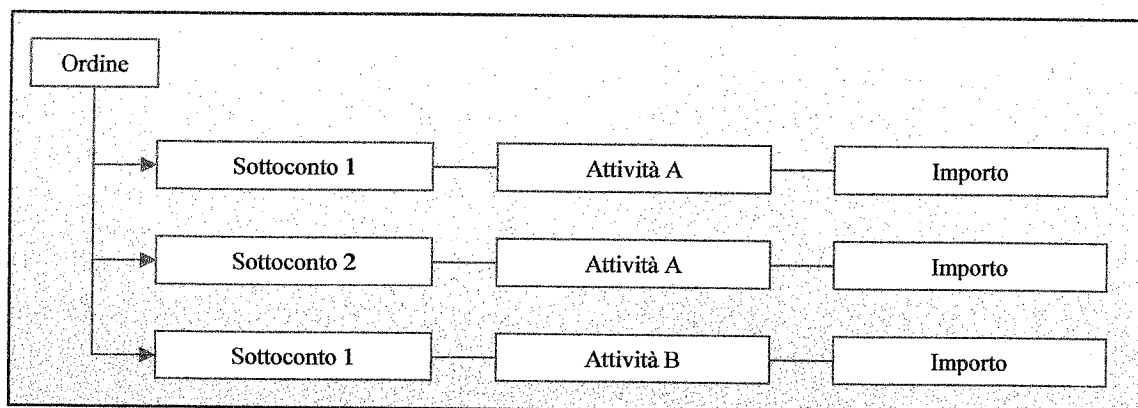 Ordine
Sottoconto 1 Attività A Importo
Sottoconto 2 Attività A Importo
Sottoconto 1 Attività B Importo